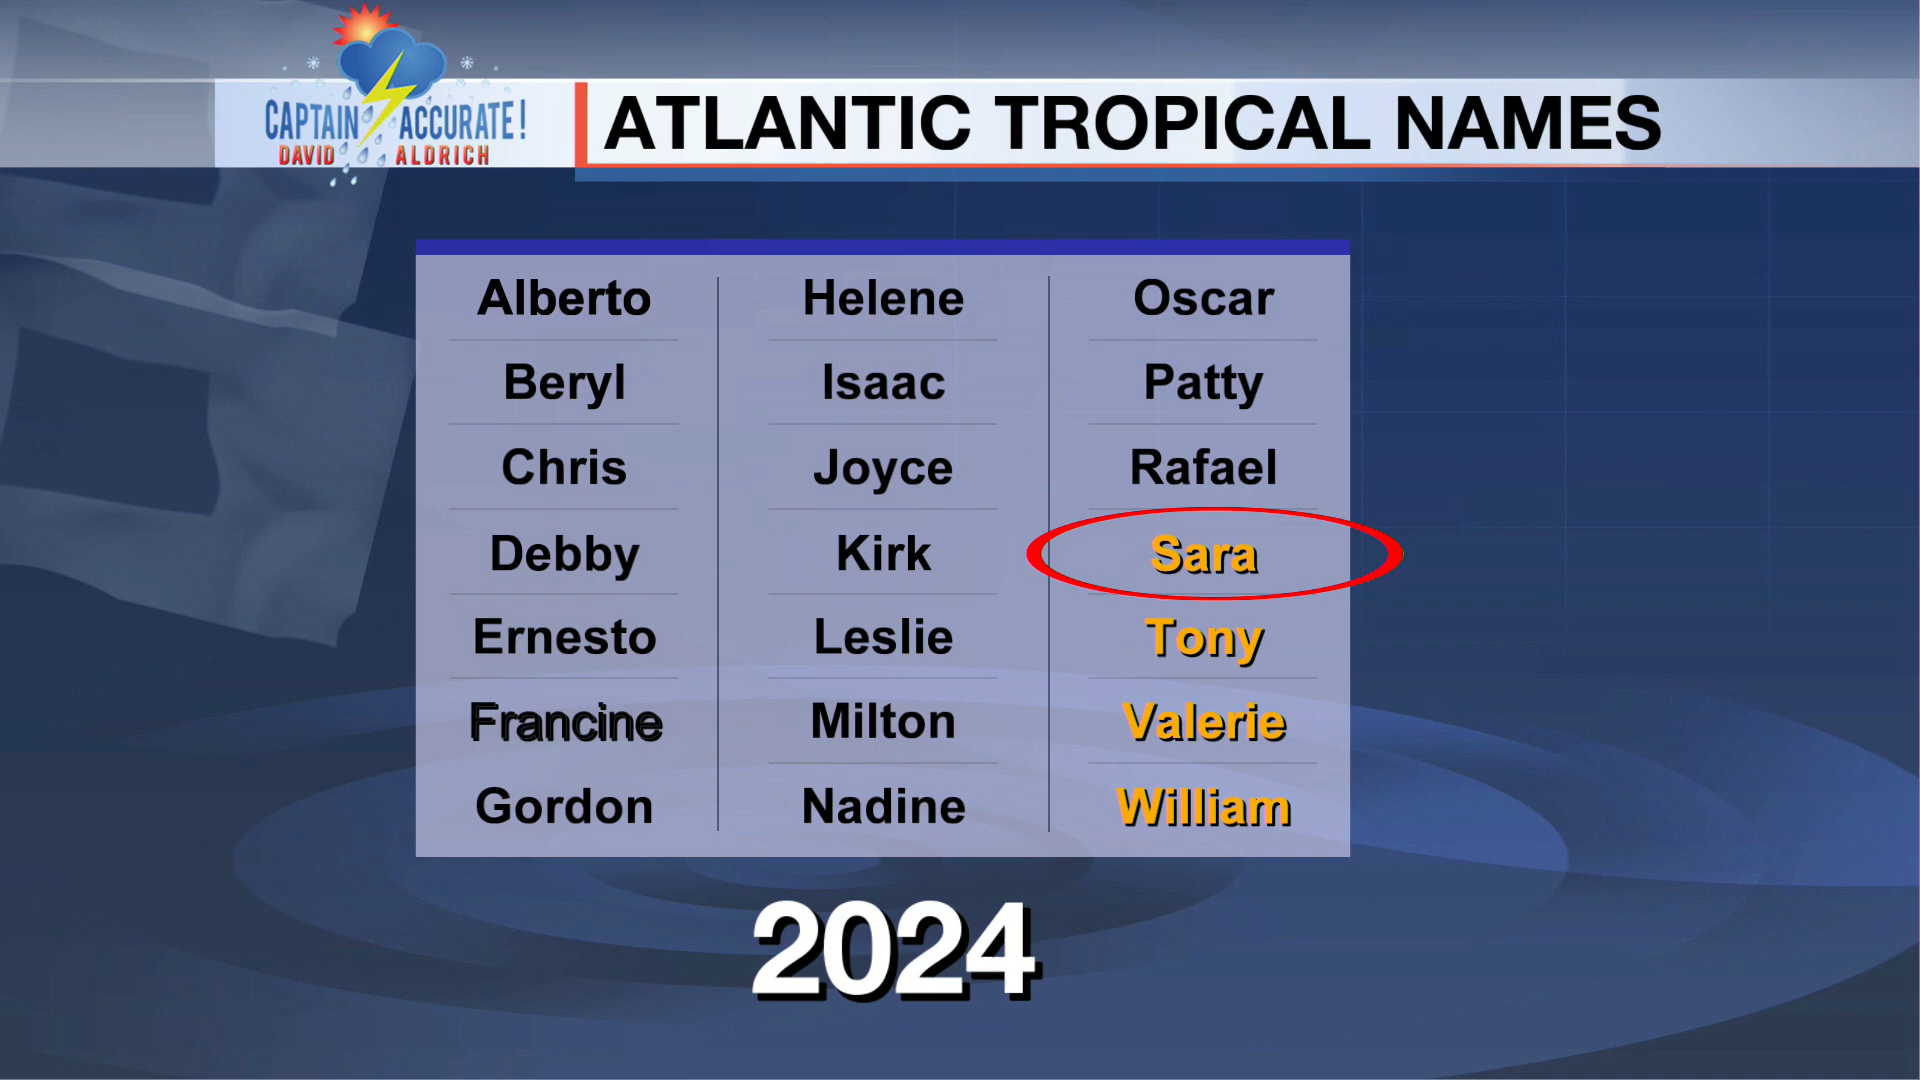 CAPTAIN ACCURATE!
DAVID ALDRICH
ATLANTIC TROPICAL NAMES
Alberto
Beryl
Chris
Debby
Ernesto
Francine
Gordon
Helene
Isaac
Joyce
Kirk
Leslie
Milton
Nadine
Oscar
Patty
Rafael
Sara
Tony
Valerie
William
2024